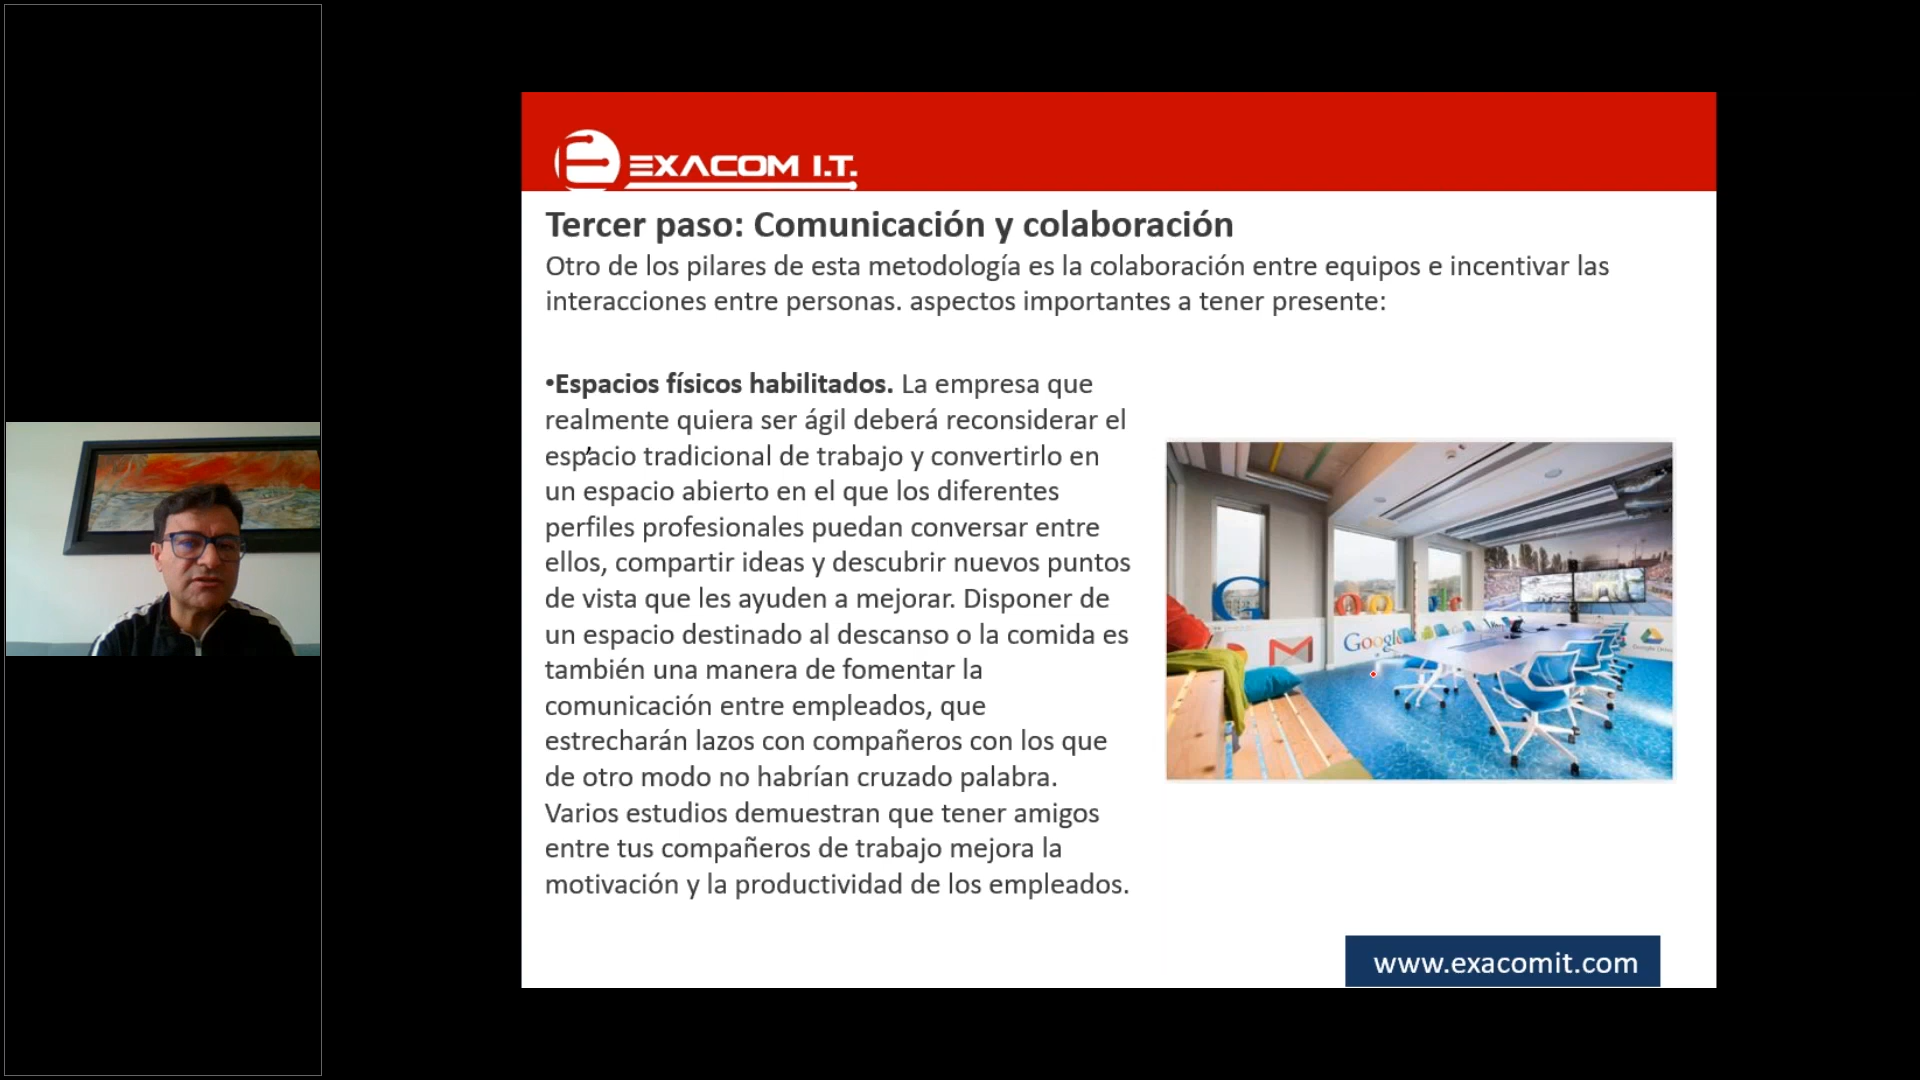 EXACOM I.T.
Tercer paso: Comunicación y colaboración
Otro de los pilares de esta metodología es la colaboración entre equipos e incentivar las
interacciones entre personas. aspectos importantes a tener presente:
•Espacios físicos habilitados. La empresa que
realmente quiera ser ágil deberá reconsiderar el
espacio tradicional de trabajo y convertirlo en
un espacio abierto en el que los diferentes
perfiles profesionales puedan conversar entre
ellos, compartir ideas y descubrir nuevos puntos
de vista que les ayuden a mejorar. Disponer de
un espacio destinado al descanso o la comida es
también una manera de fomentar la
comunicación entre empleados, que
estrecharán lazos con compañeros con los que
de otro modo no habrían cruzado palabra.
Varios estudios demuestran que tener amigos
entre tus compañeros de trabajo mejora la
motivación y la productividad de los empleados.
Google
www.exacomit.com